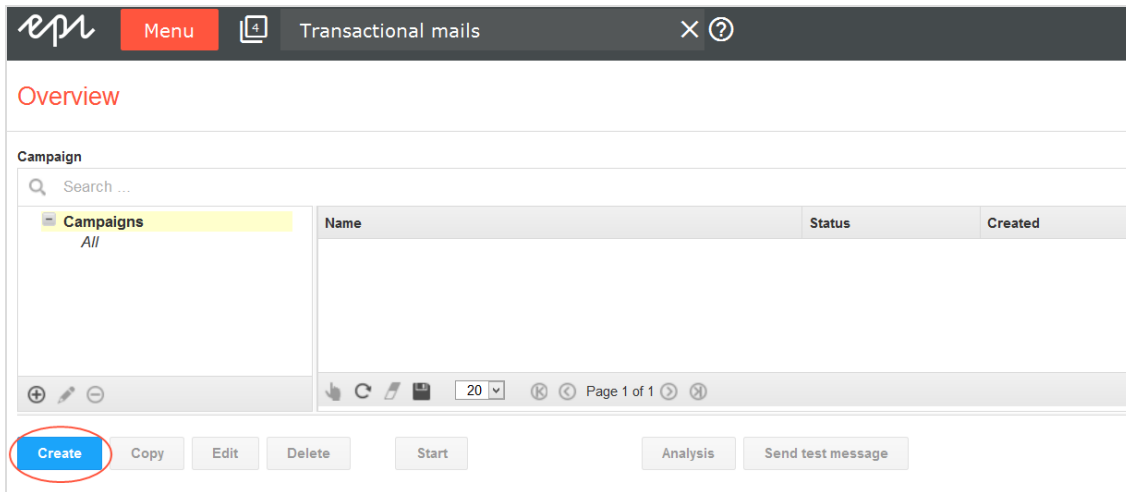 epi Menu 4 Transactional mails
Overview
Campaign
Search ...
Campaigns
All
Name Status Created
20 Page 1 of 1
Create Copy Edit Delete Start Analysis Send test message